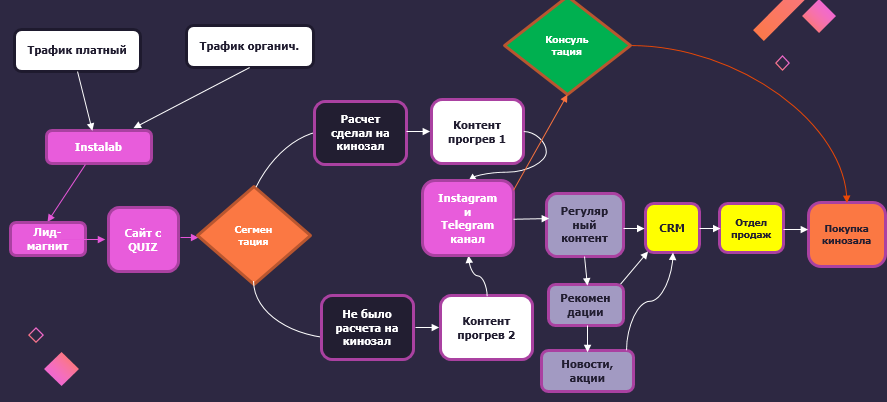 Трафик платный
Трафик органич.
Консуль
тация
Расчет
сделал на
кинозал
Контент
прогрев 1
Instalab
Лид-
магнит
Сайт с
QUIZ
Сегмен
тация
Instagram
и
Telegram
канал
Регуляр
ный
контент
CRM
Отдел
продаж
Покупка
кинозала
Не было
расчета на
кинозал
Контент
прогрев 2
Рекомен
дации
Новости,
акции